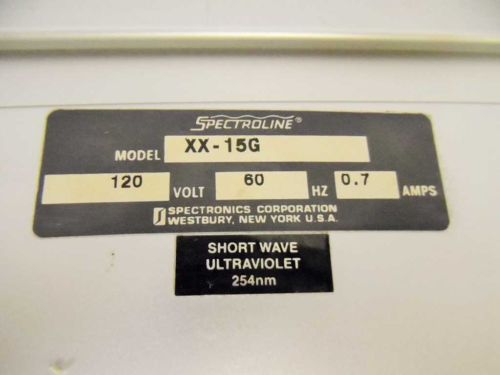 SPECTROLINE®
MODEL XX-15G
120 VOLT 60 HZ 0.7 AMPS
SPECTRONICS CORPORATION
WESTBURY, NEW YORK U.S.A.
SHORT WAVE
ULTRAVIOLET
254nm